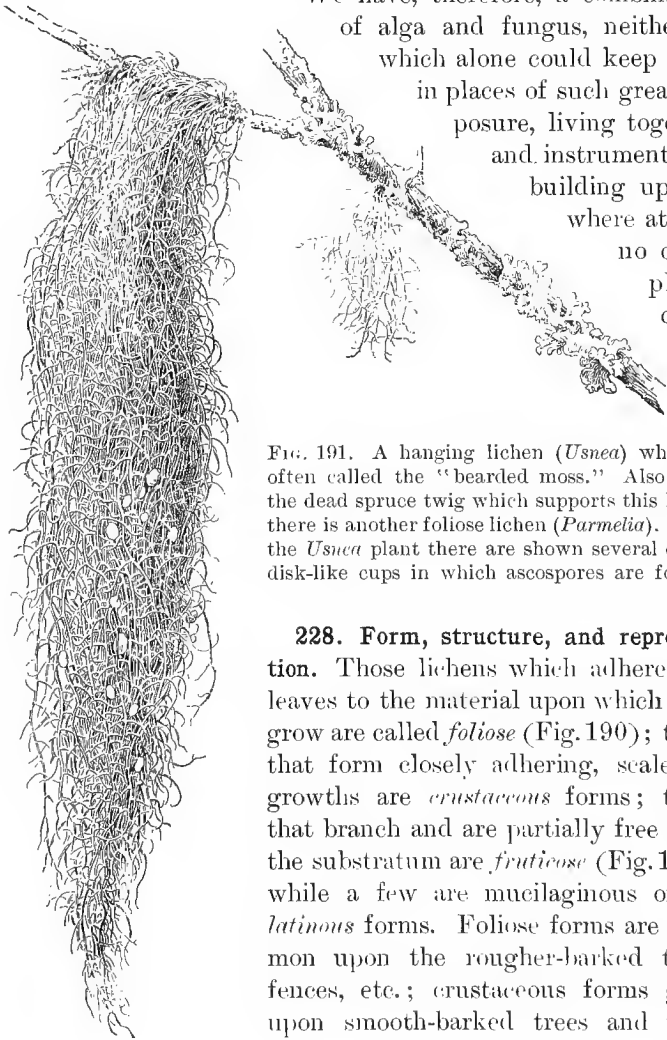 We have, therefore, a combin
of alga and fungus, neithe
which alone could keep
in places of such grea
posure, living toge
and instrument
building up
where at
no
p
FIG. 191. A hanging lichen (Usnea) wh
often called the "bearded moss." Also
the dead spruce twig which supports this
there is another foliose lichen (Parmelia).
the Usnea plant there are shown several
disk-like cups in which ascospores are fo
228. Form, structure, and repro
tion. Those lichens which adhere
leaves to the material upon which
grow are called foliose (Fig. 190); t
that form closely adhering, scale
growths are crustaceous forms; t
that branch and are partially free
the substratum are fruticose (Fig. 1
while a few are mucilaginous o
latinous forms. Foliose forms are
mon upon the rougher-barked t
fences, etc.; crustaceous forms g
upon smooth-barked trees and